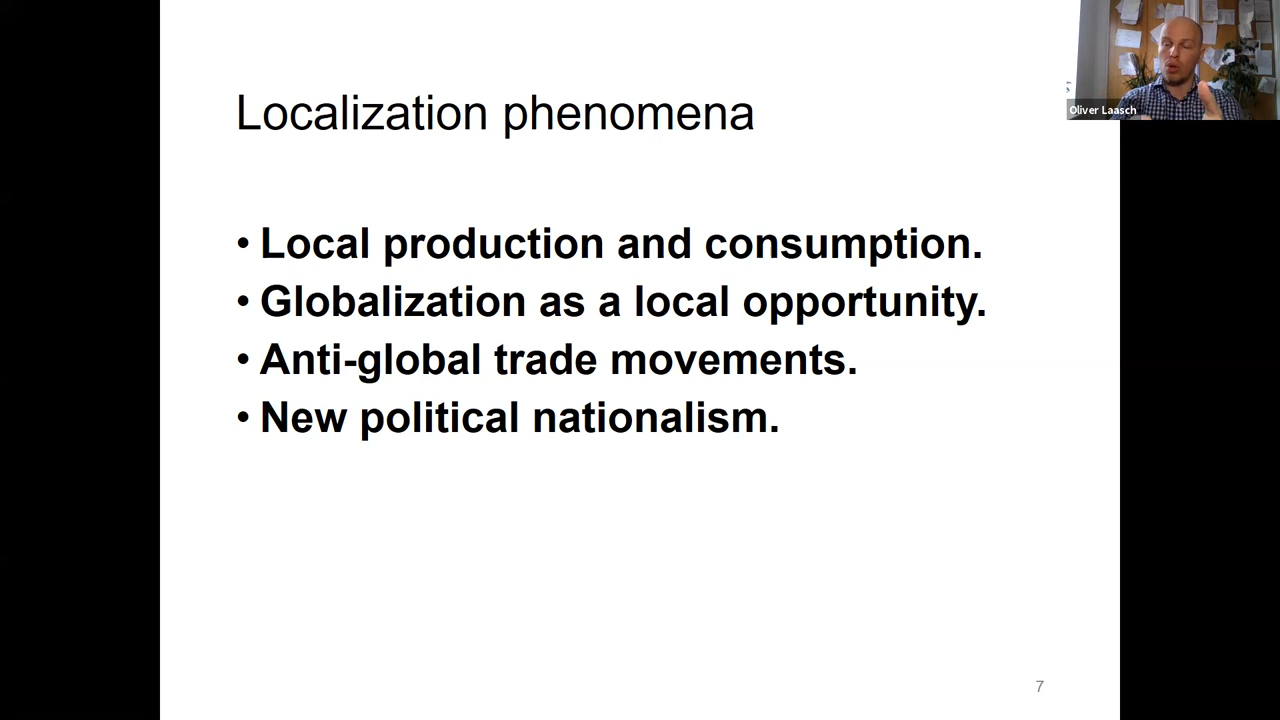 Localization phenomena
Oliver Laasch
• Local production and consumption.
• Globalization as a local opportunity.
• Anti-global trade movements.
• New political nationalism.
7